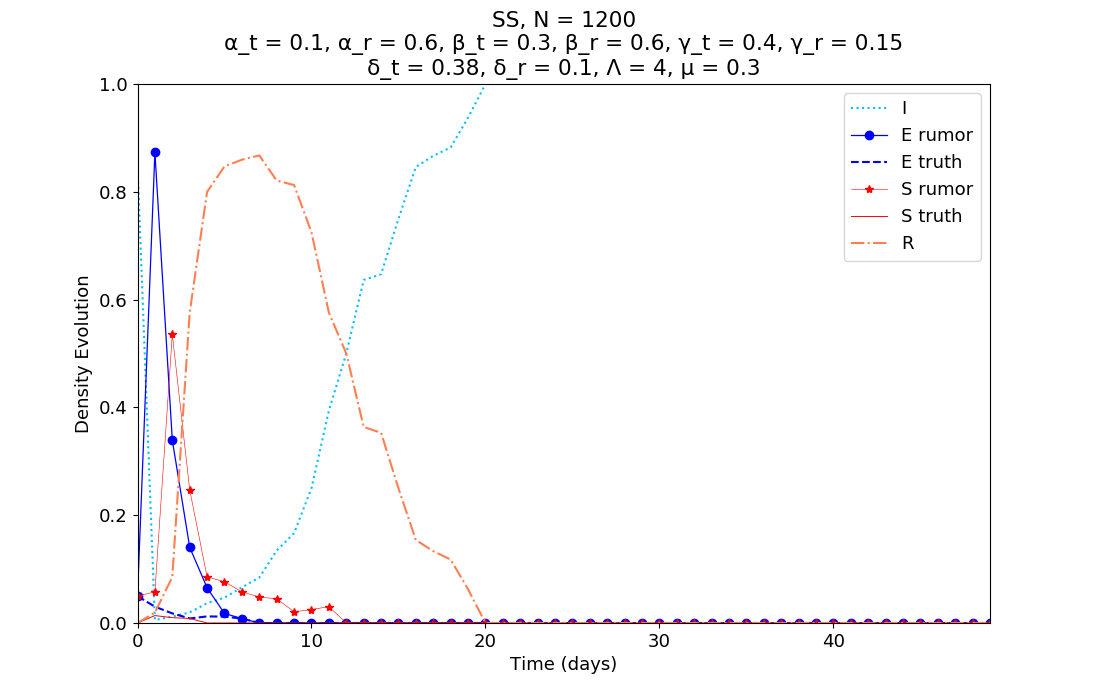 SS, N = 1200
α_t = 0.1, α_r = 0.6, β_t = 0.3, β_r = 0.6, γ_t = 0.4, γ_r = 0.15
δ_t = 0.38, δ_r = 0.1, Λ = 4, μ = 0.3
1.0
0.8
0.6
0.4
0.2
0.0
Density Evolution
I
E rumor
E truth
S rumor
S truth
R
0
10
20
30
40
Time (days)